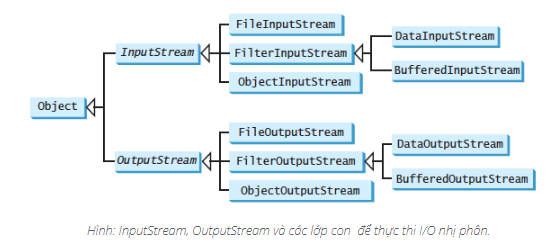 FileInputStream
InputStream
FilterInputStream
DataInputStream
BufferedInputStream
ObjectInputStream
Object
FileOutputStream
DataOutputStream
OutputStream
FilterOutputStream
BufferedOutputStream
ObjectOutputStream
Hình: InputStream, OutputStream và các lớp con để thực thi I/O nhị phân.